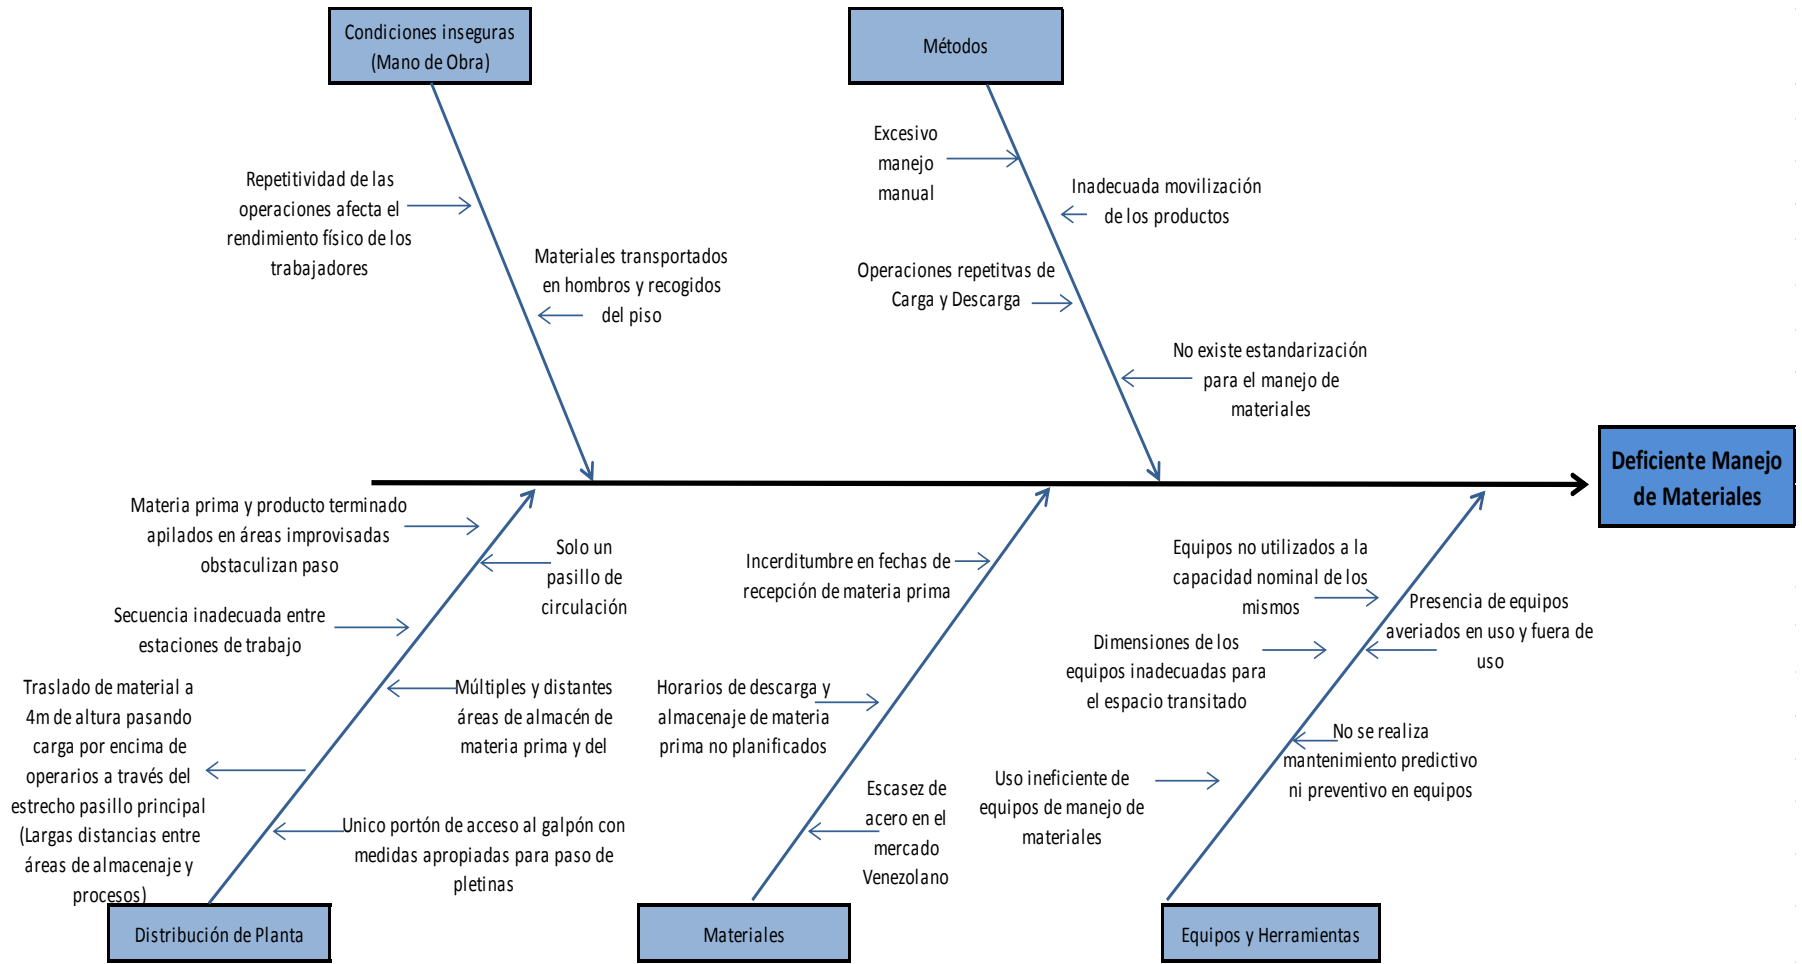 Condiciones inseguras
(Mano de Obra)
Métodos
Excesivo
manejo
manual
Repetitividad de las
operaciones afecta el
rendimiento físico de los
trabajadores
Inadecuada movilización
de los productos
Materiales transportados
en hombros y recogidos
del piso
Operaciones repetitvas de
Carga y Descarga
No existe estandarización
para el manejo de
materiales
Deficiente Manejo
de Materiales
Materia prima y producto terminado
apilados en áreas improvisadas
obstaculizan paso
Solo un
pasillo de
circulación
Secuencia inadecuada entre
estaciones de trabajo
Traslado de material a
4m de altura pasando
carga por encima de
operarios a través del
estrecho pasillo principal
(Largas distancias entre
áreas de almacenaje y
procesos)
Múltiples y distantes
áreas de almacén de
materia prima y del
Unico portón de acceso al galpón con
medidas apropiadas para paso de
pletinas
Incerditumbre en fechas de
recepción de materia prima
Horarios de descarga y
almacenaje de materia
prima no planificados
Escasez de
acero en el
mercado
Venezolano
Equipos no utilizados a la
capacidad nominal de los
mismos
Presencia de equipos
averiados en uso y fuera de
uso
Dimensiones de los
equipos inadecuadas para
el espacio transitado
No se realiza
mantenimiento predictivo
ni preventivo en equipos
Uso ineficiente de
equipos de manejo de
materiales
Distribución de Planta
Materiales
Equipos y Herramientas